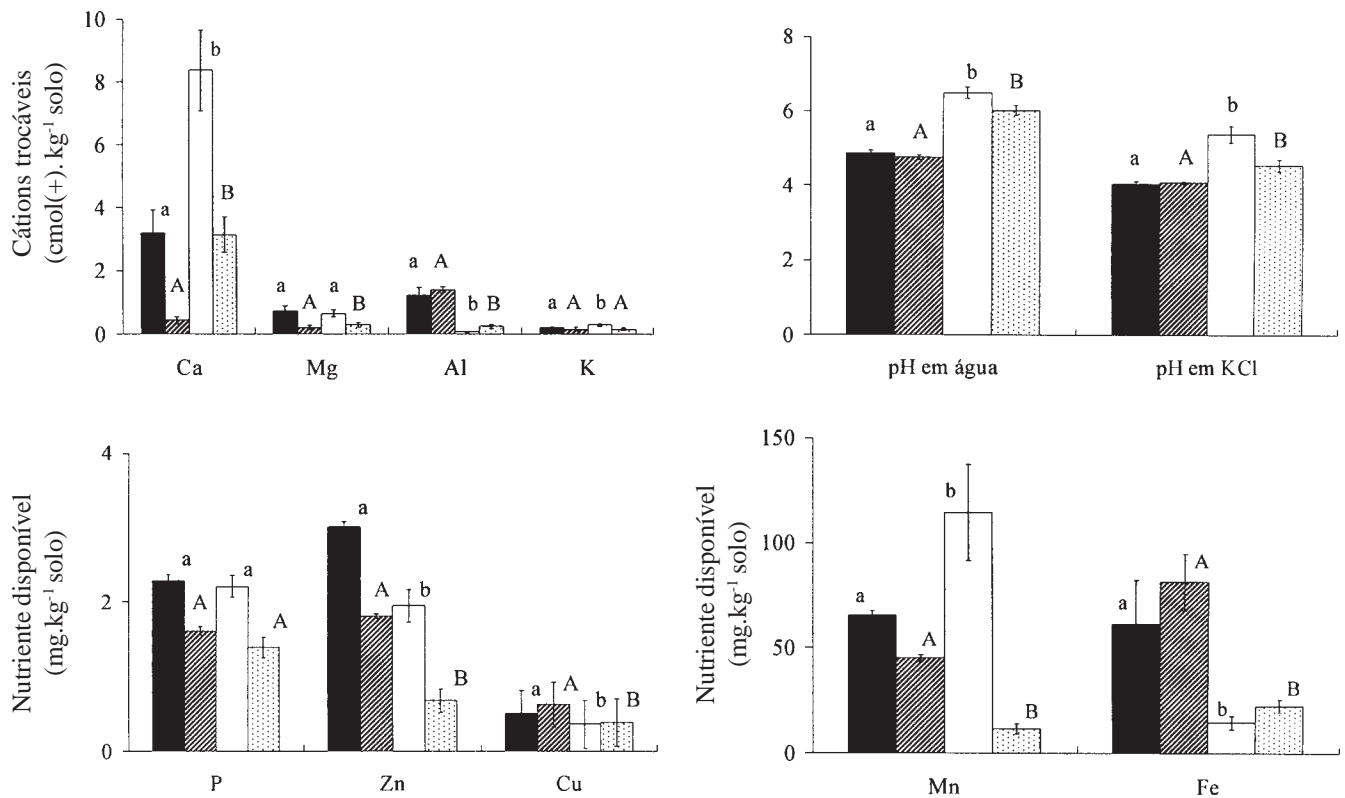 Cátions trocáveis
(cmol(+).kg⁻¹ solo)
10
8
6
4
2
0
a
A
b
B
a
A
a
B
a
A
b
B
a
A
b
A
Ca
Mg
Al
K
8
6
4
2
0
a
A
b
B
a
A
b
B
pH em água
pH em KCl
Nutriente disponível
(mg.kg⁻¹ solo)
4
2
0
a
A
a
A
a
A
b
B
a
A
b
B
P
Zn
Cu
Nutriente disponível
(mg.kg⁻¹ solo)
150
100
50
0
a
A
b
B
a
A
b
B
Mn
Fe